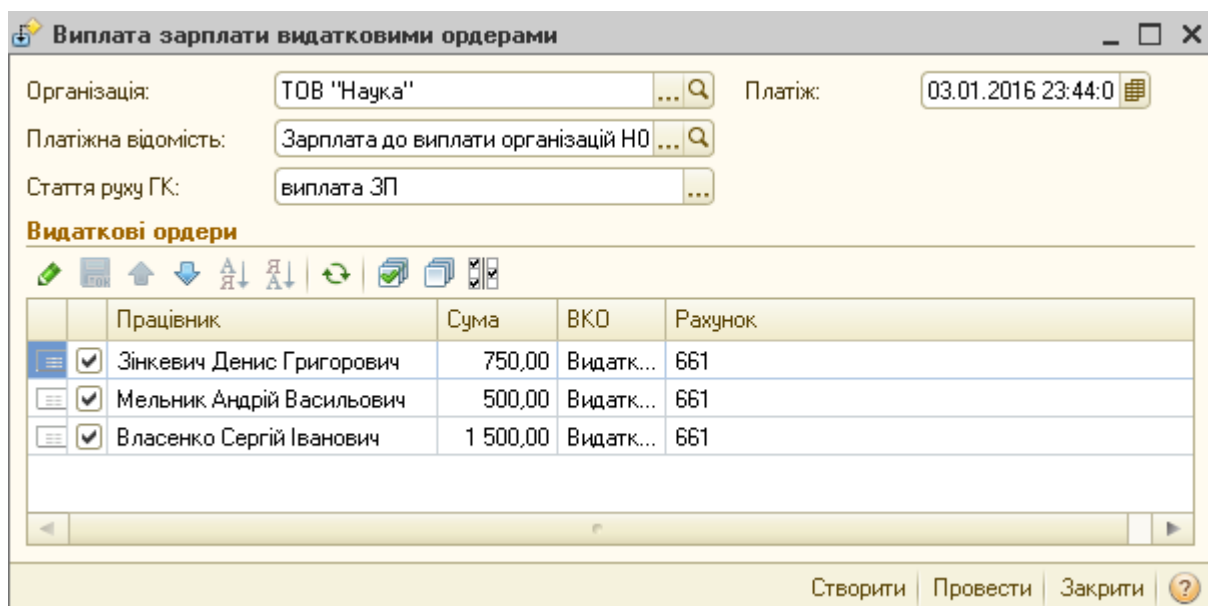 Виплата зарплати видатковими ордерами
Організація: ТОВ "Наука" ... Платіж: 03.01.2016 23:44:0
Платіжна відомість: Зарплата до виплати організацій Н0 ...
Стаття руху ГК: виплата ЗП ...
Видаткові ордери
Працівник Сума ВКО Рахунок
Зінкевич Денис Григорович 750,00 Видатк... 661
Мельник Андрій Васильович 500,00 Видатк... 661
Власенко Сергій Іванович 1 500,00 Видатк... 661
Створити Провести Закрити ?